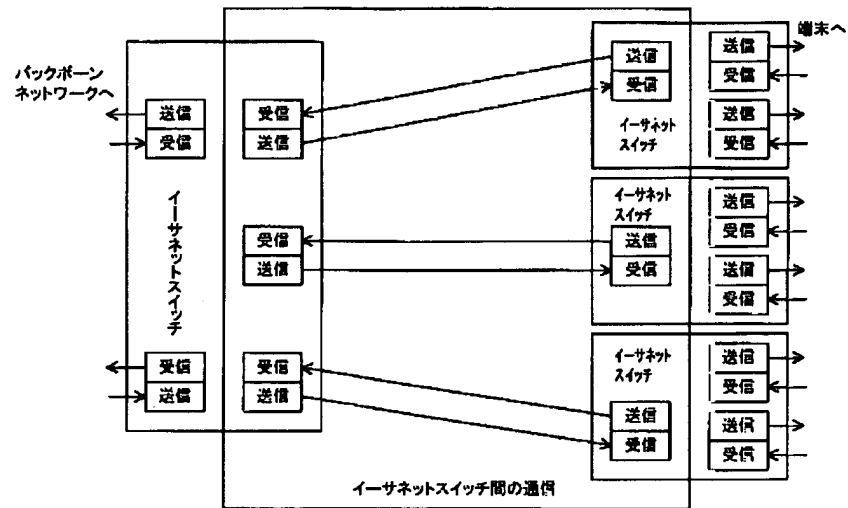 バックボーン
ネットワークへ
送信
受信
イーサネットスイッチ
受信
送信
受信
送信
受信
送信
受信
送信
送信
受信
イーサネット
スイッチ
送信
受信
送信
受信
端末へ
イーサネット
スイッチ
送信
受信
送信
受信
送信
受信
イーサネット
スイッチ
送信
受信
送信
受信
送信
受信
イーサネットスイッチ間の通信